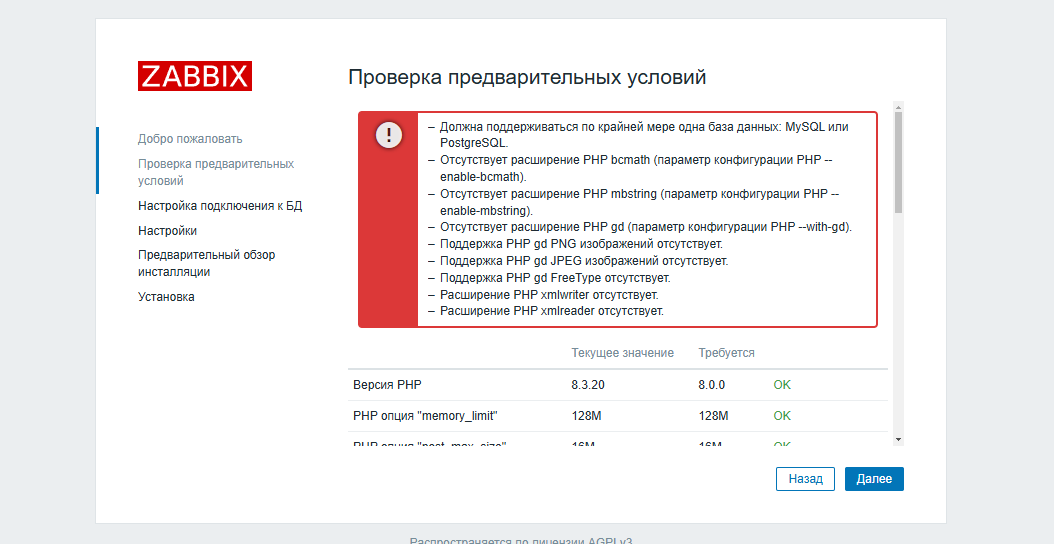 ZABBIX
Добро пожаловать
Проверка предварительных
условий
Настройка подключения к БД
Настройки
Предварительный обзор
инсталляции
Установка
Проверка предварительных условий
!
– Должна поддерживаться по крайней мере одна база данных: MySQL или
PostgreSQL.
– Отсутствует расширение PHP bcmath (параметр конфигурации PHP --
enable-bcmath).
– Отсутствует расширение PHP mbstring (параметр конфигурации PHP --
enable-mbstring).
– Отсутствует расширение PHP gd (параметр конфигурации PHP --with-gd).
– Поддержка PHP gd PNG изображений отсутствует.
– Поддержка PHP gd JPEG изображений отсутствует.
– Поддержка PHP gd FreeType отсутствует.
– Расширение PHP xmlwriter отсутствует.
– Расширение PHP xmlreader отсутствует.
Текущее значение Требуется
Версия PHP 8.3.20 8.0.0 OK
PHP опция "memory_limit" 128M 128M OK
PHP опция "post_max_size" 16M 16M OK
Назад Далее
Распространяется по лицензии AGPLv3